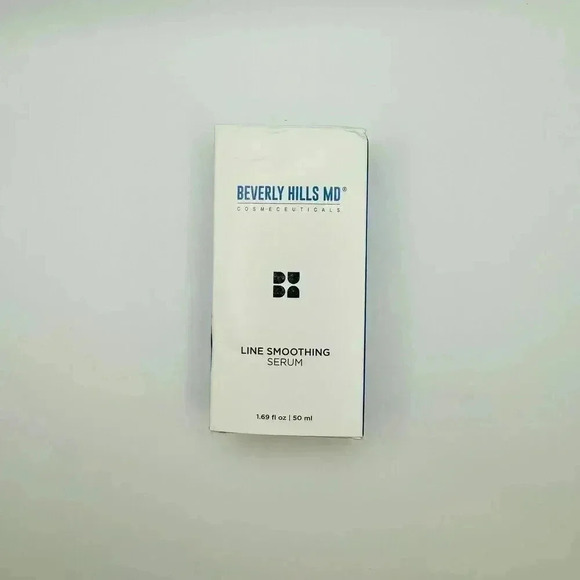 BEVERLY HILLS MD®
COSMECEUTICALS
LINE SMOOTHING
SERUM
1.69 fl oz | 50 ml